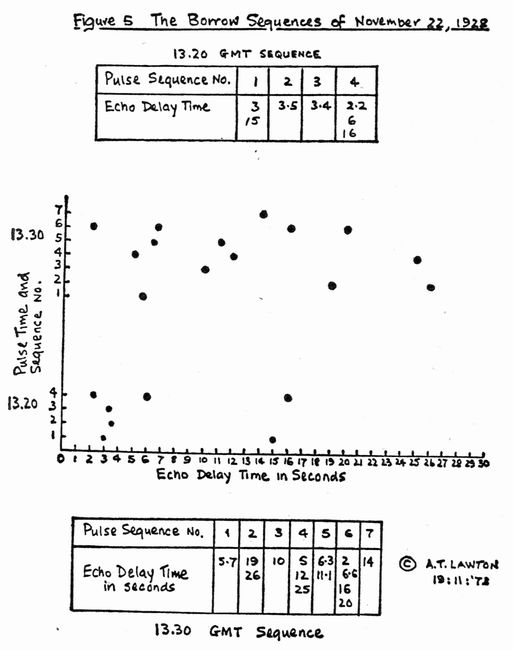 Figure 5 The Borrow Sequences of November 22, 1928
13.20 GMT SEQUENCE
Pulse Sequence No. 1 2 3 4
Echo Delay Time 3 3.5 3.4 2.2
15 6
16
7
6
13.30
5
4
3
2
1
Pulse Time and
Sequence No.
4
13.20
3
2
1
0 1 2 3 4 5 6 7 8 9 10 11 12 13 14 15 16 17 18 19 20 21 22 23 24 25 26 27 28 29 30
Echo Delay Time in Seconds
Pulse Sequence No. 1 2 3 4 5 6 7
Echo Delay Time 5.7 19 10 5 6.3 2 14
in seconds 26 12 11.1 6.6
25 16
20
© A.T. LAWTON
19:11:'78
13.30 GMT Sequence